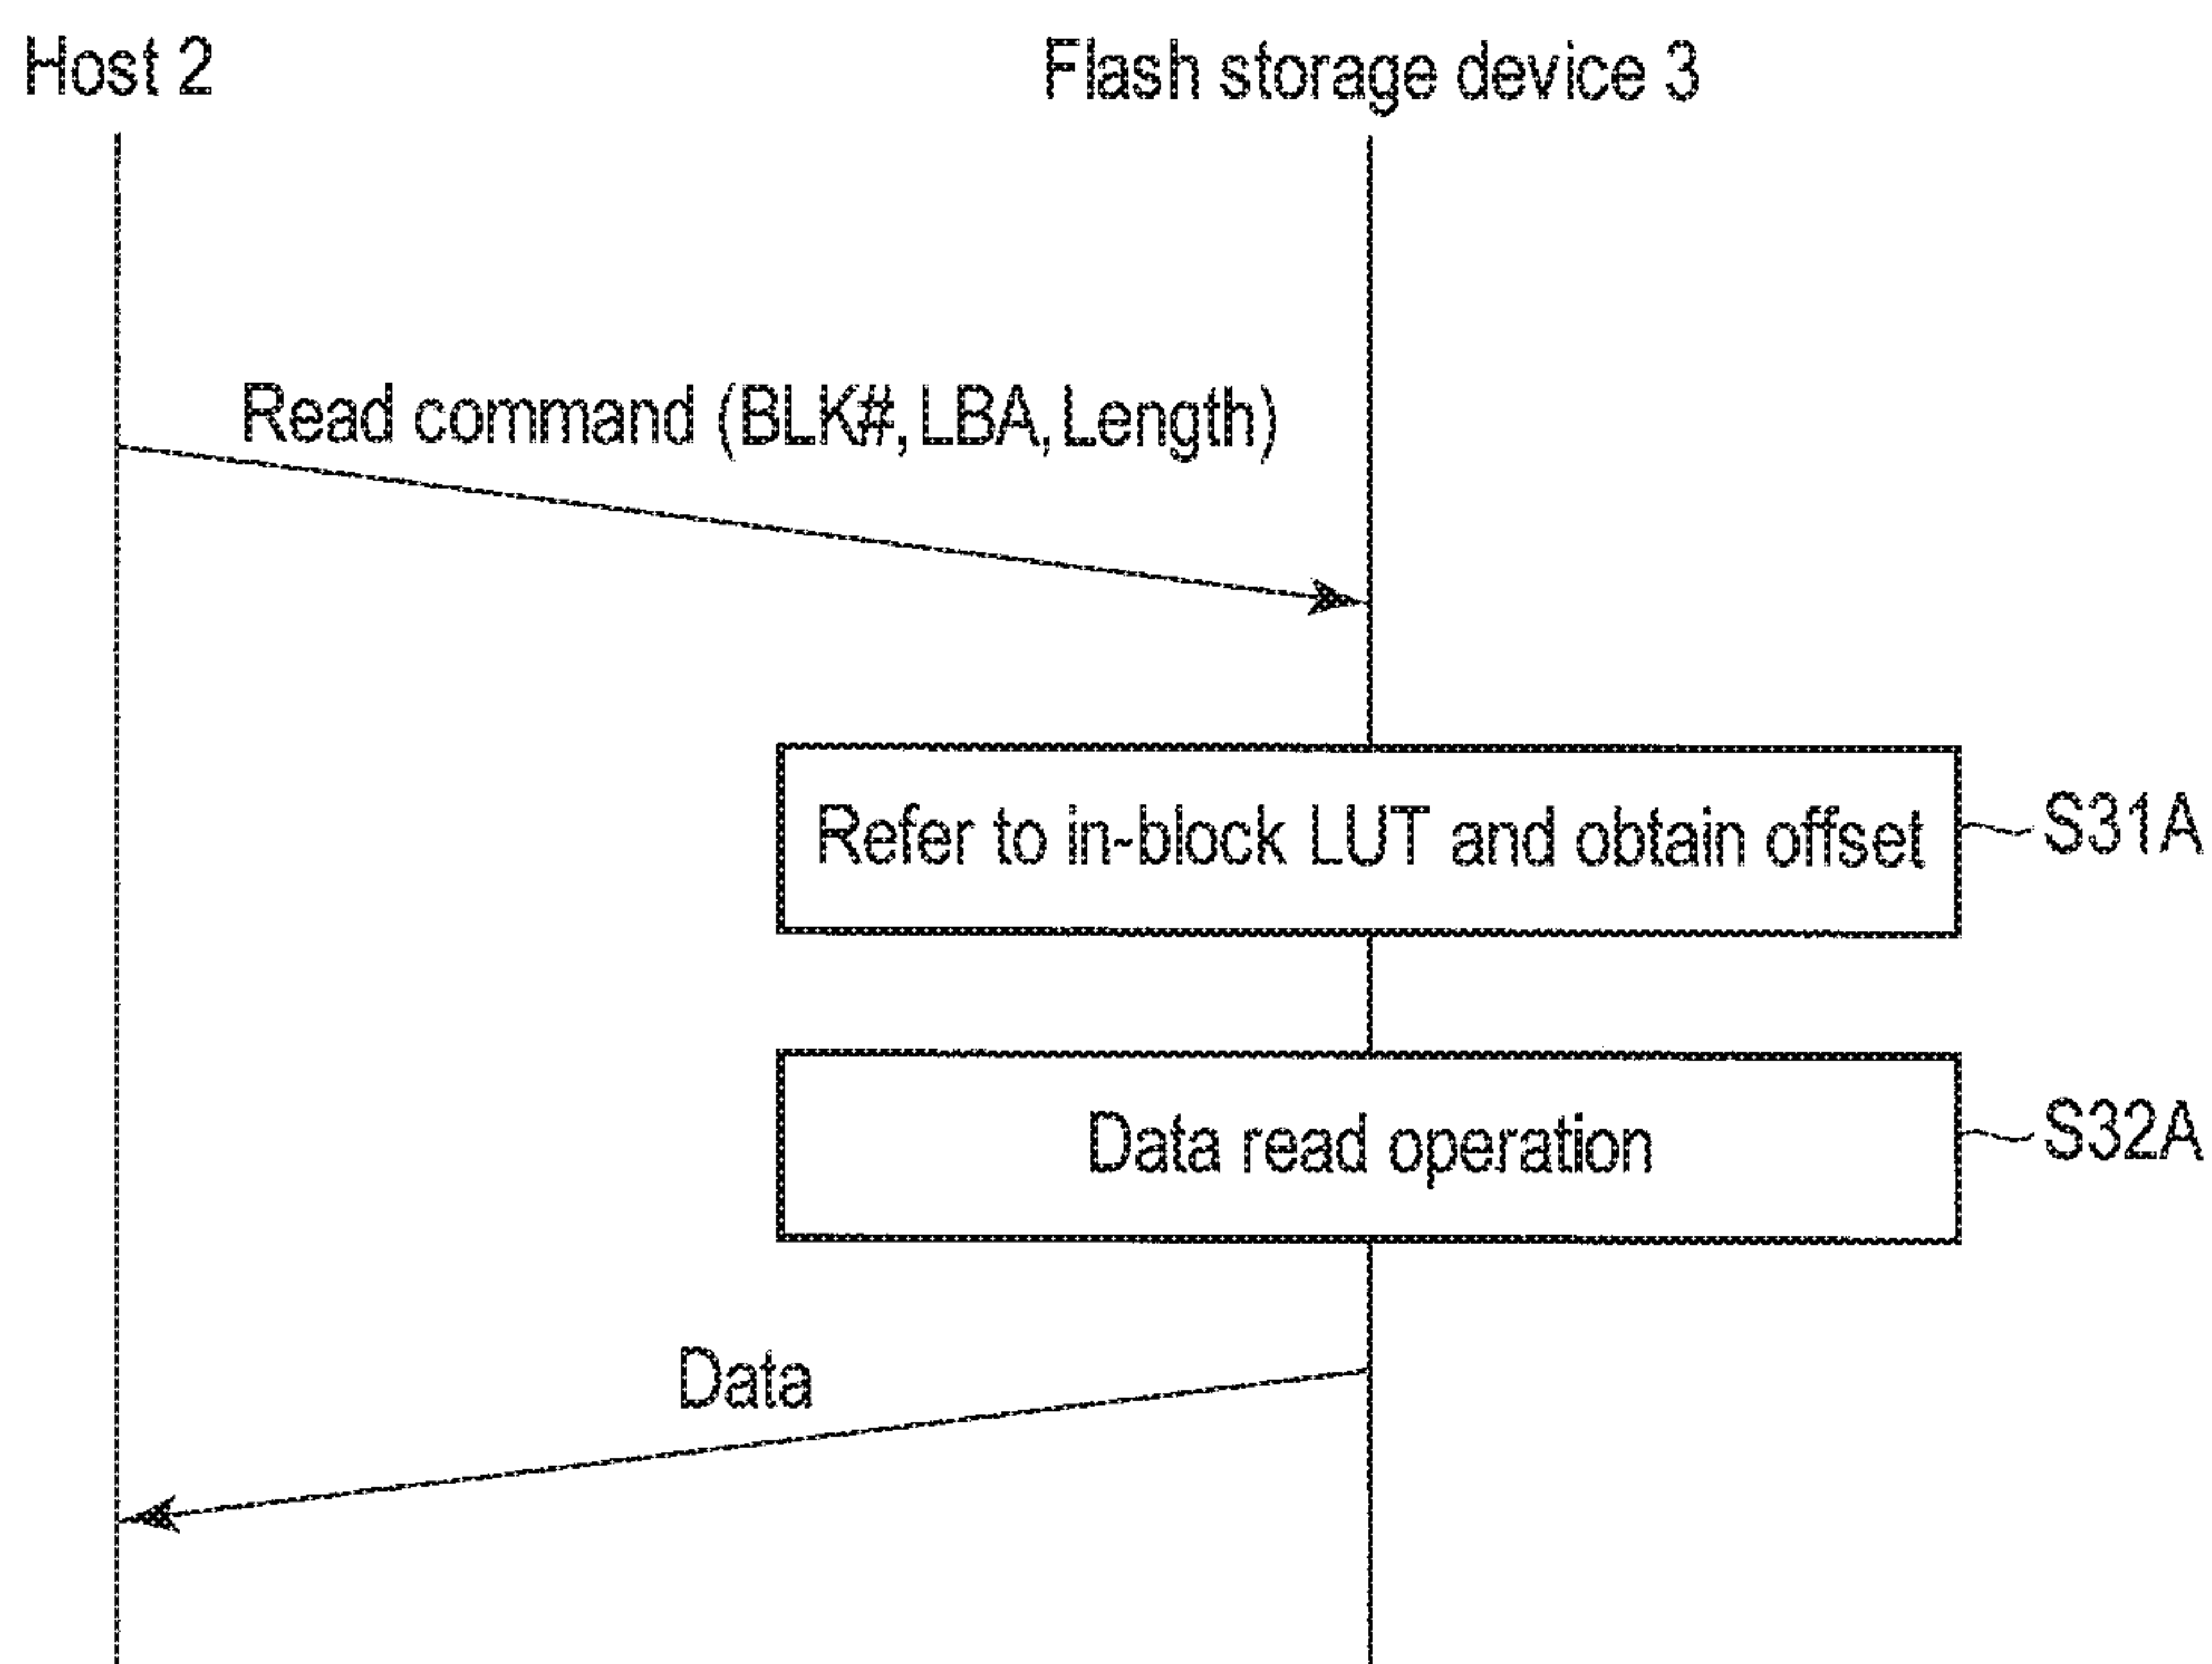 Host 2
Flash storage device 3
Read command (BLK#, LBA, Length)
Refer to in-block LUT and obtain offset
S31A
Data read operation
S32A
Data